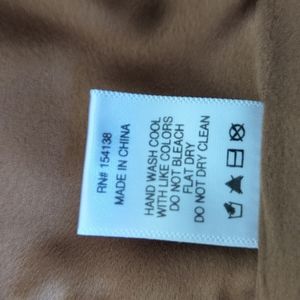 RN# 154138
MADE IN CHINA
HAND WASH COOL
WITH LIKE COLORS
DO NOT BLEACH
FLAT DRY
DO NOT DRY CLEAN